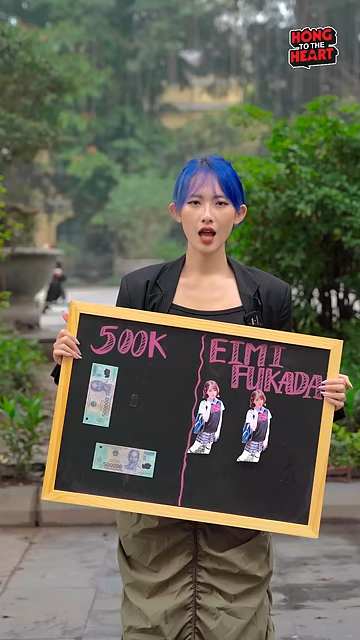 HONG
TO THE
HEART
500K
EIMI
FUKADA